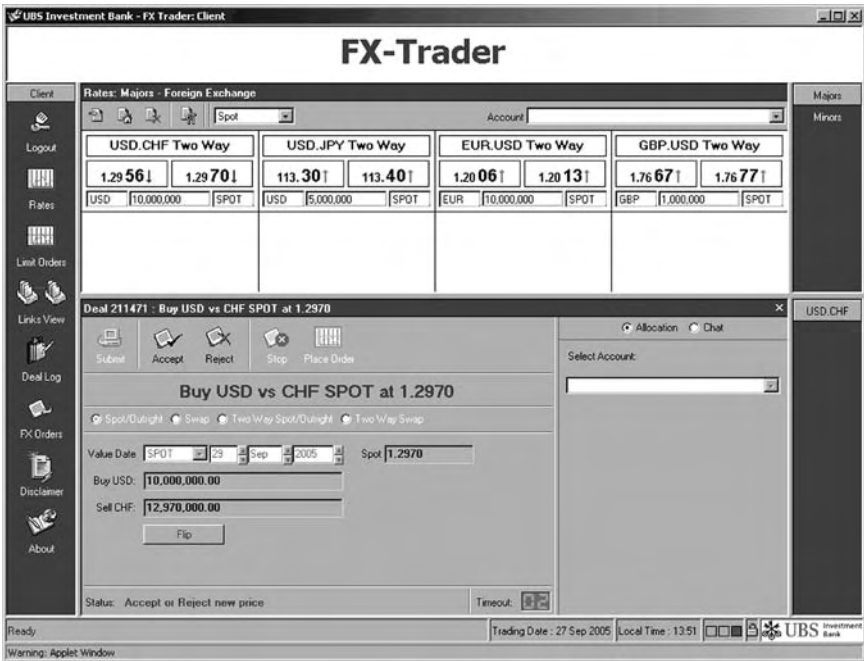 UBS Investment Bank - FX Trader: Client
FX-Trader
Client
Logout
Rates
Limit Orders
Links View
Deal Log
FX Orders
Disclaimer
About
Rates: Majors - Foreign Exchange
Spot
Account
USD.CHF Two Way
USD.JPY Two Way
EUR.USD Two Way
GBP.USD Two Way
1.29 56↓ 1.29 70↓
113. 30↑ 113. 40↑
1.20 06↑ 1.20 13↑
1.76 67↑ 1.76 77↑
USD 10,000,000 SPOT
USD 5,000,000 SPOT
EUR 10,000,000 SPOT
GBP 1,000,000 SPOT
Majors
Minors
Deal 211471 : Buy USD vs CHF SPOT at 1.2970
Submit Accept Reject Stop Place Order
Buy USD vs CHF SPOT at 1.2970
Spot/Outright Swap Two Way Spot/Outright Two Way Swap
Value Date SPOT 29 Sep 2005 Spot 1.2970
Buy USD: 10,000,000.00
Sell CHF: 12,970,000.00
Flip
Status: Accept or Reject new price
Timeout: 02
Allocation Chat
Select Account:
USD.CHF
Ready
Trading Date : 27 Sep 2005 Local Time : 13:51
UBS Investment Bank
Warning: Applet Window